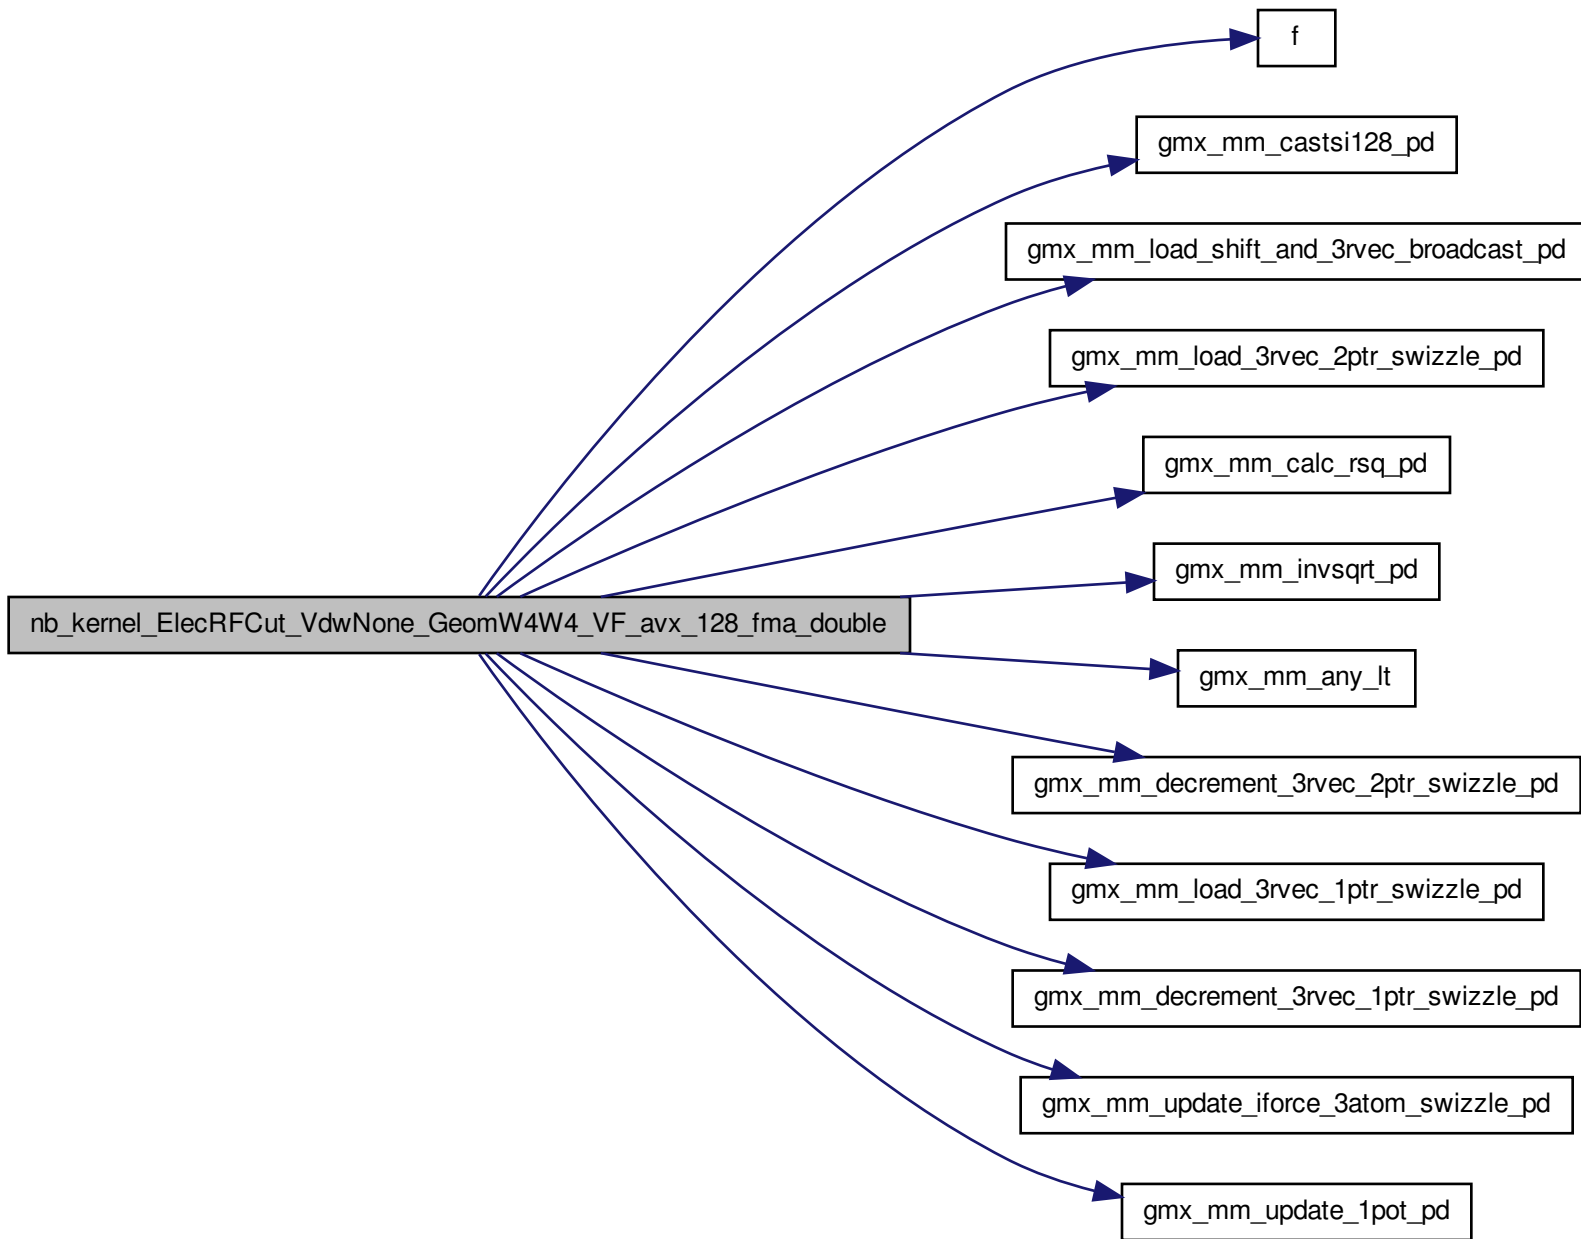 f
gmx_mm_castsi128_pd
gmx_mm_load_shift_and_3rvec_broadcast_pd
gmx_mm_load_3rvec_2ptr_swizzle_pd
gmx_mm_calc_rsq_pd
gmx_mm_invsqrt_pd
nb_kernel_ElecRFCut_VdwNone_GeomW4W4_VF_avx_128_fma_double
gmx_mm_any_lt
gmx_mm_decrement_3rvec_2ptr_swizzle_pd
gmx_mm_load_3rvec_1ptr_swizzle_pd
gmx_mm_decrement_3rvec_1ptr_swizzle_pd
gmx_mm_update_iforce_3atom_swizzle_pd
gmx_mm_update_1pot_pd